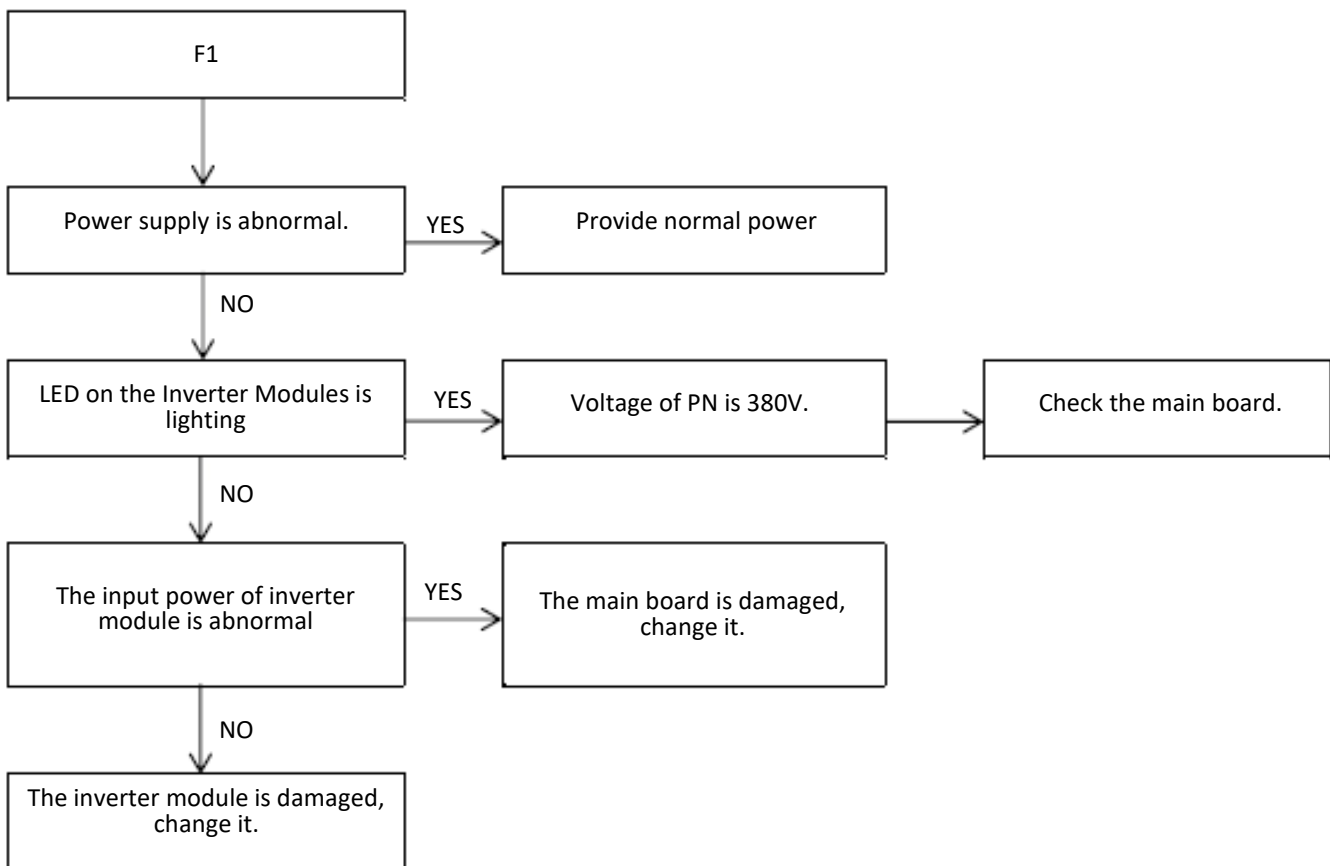 F1
Power supply is abnormal.
YES
Provide normal power
NO
LED on the Inverter Modules is
lighting
YES
Voltage of PN is 380V.
Check the main board.
NO
The input power of inverter
module is abnormal
YES
The main board is damaged,
change it.
NO
The inverter module is damaged,
change it.